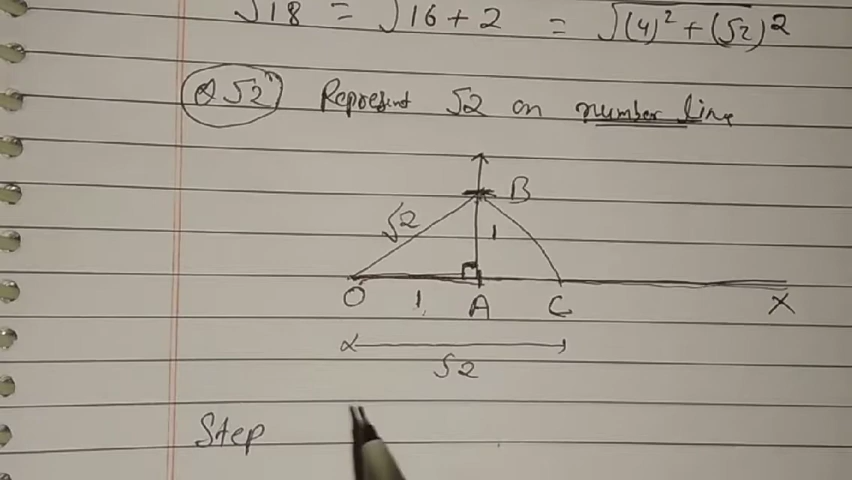 √18 = √16 + 2 = √(4)² + (√2)²
Q √2" Represent √2 on number line
B
√2
1
O 1 A C X
√2
Step